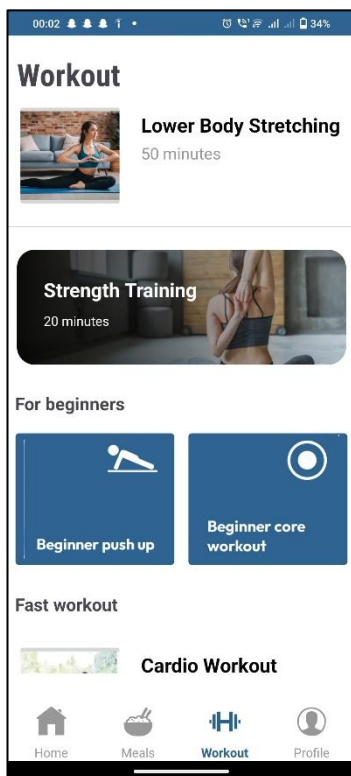 00:02 34%
Workout
Lower Body Stretching
50 minutes
Strength Training
20 minutes
For beginners
Beginner push up
Beginner core
workout
Fast workout
Cardio Workout
Home Meals Workout Profile